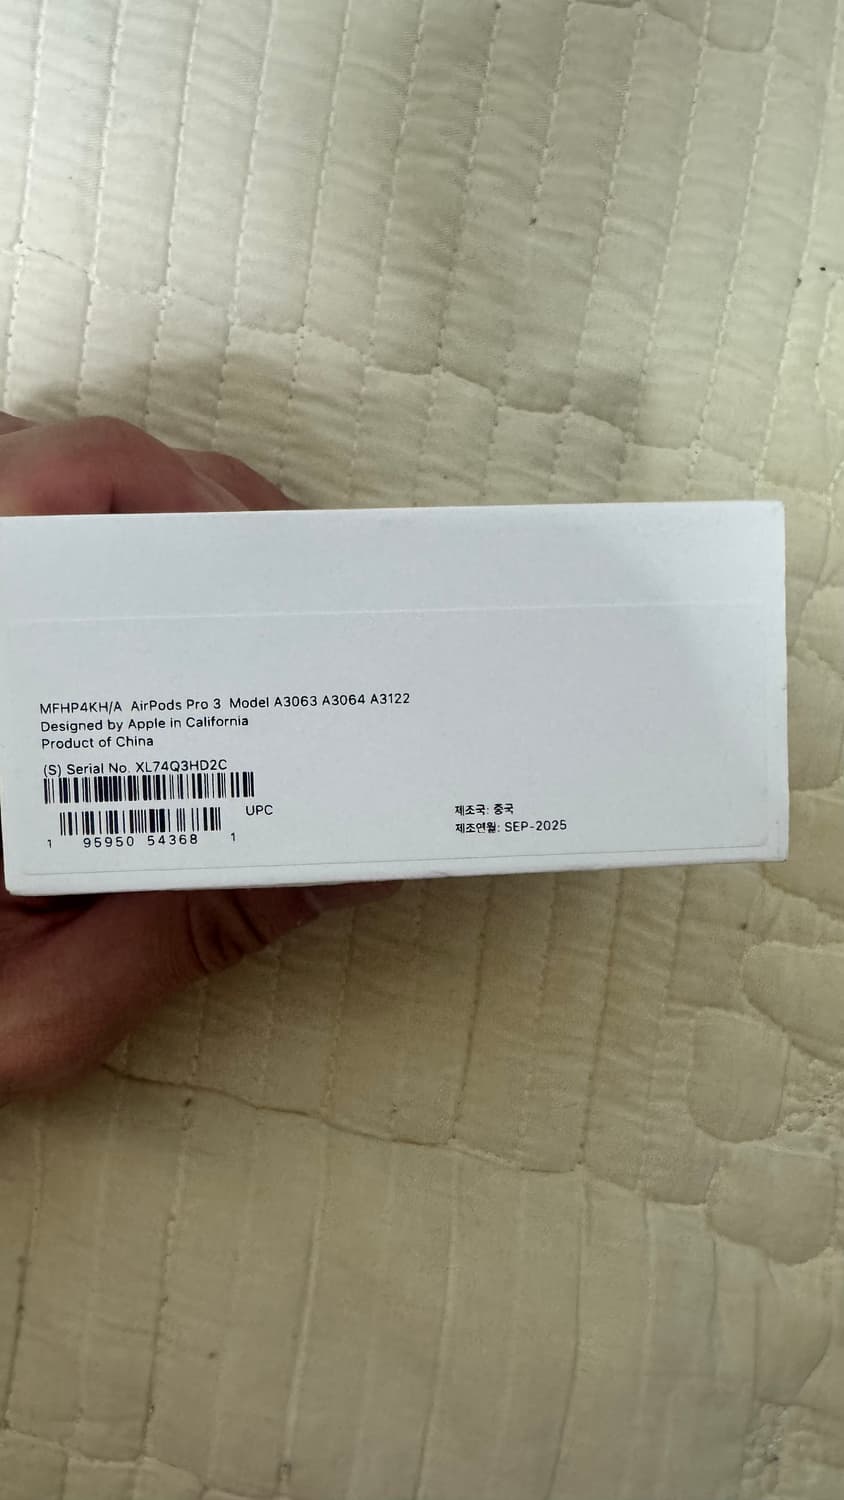 MFHP4KH/A AirPods Pro 3 Model A3063 A3064 A3122
Designed by Apple in California
Product of China
(S) Serial No. XL74Q3HD2C
UPC
1 95950 54368 1
제조국: 중국
제조연월: SEP-2025